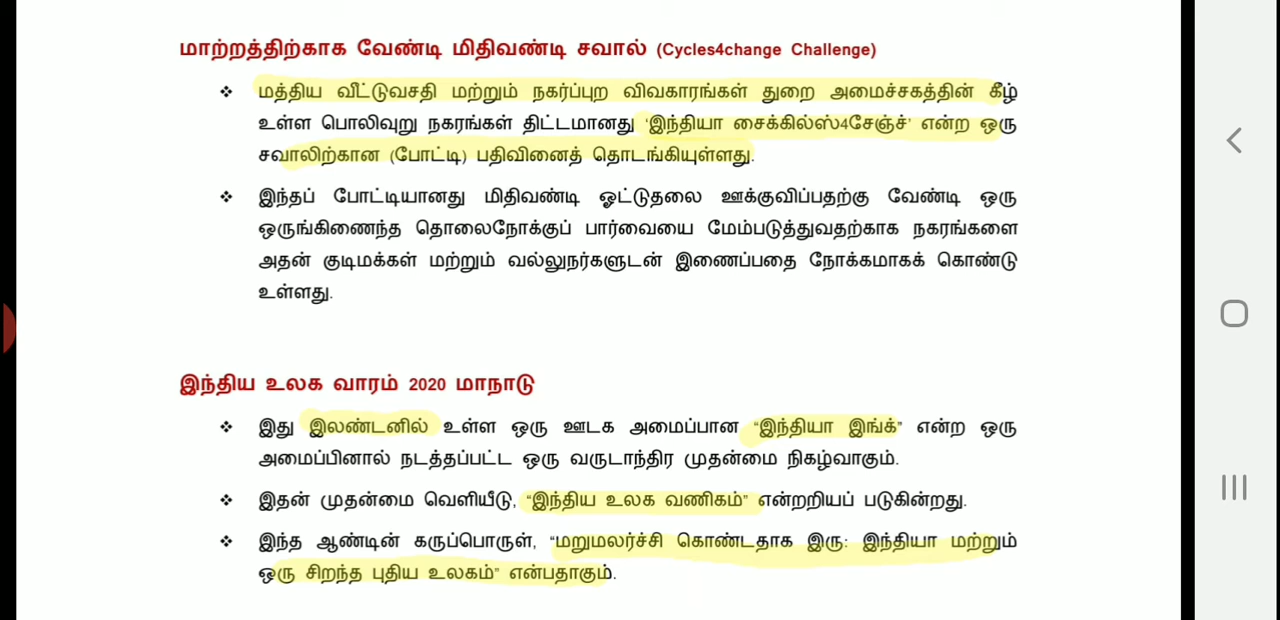 மாற்றத்திற்காக வேண்டி மிதிவண்டி சவால் (Cycles4change Challenge)
❖ மத்திய வீட்டுவசதி மற்றும் நகர்ப்புற விவகாரங்கள் துறை அமைச்சகத்தின் கீழ்
உள்ள பொலிவுறு நகரங்கள் திட்டமானது ‘இந்தியா சைக்கில்ஸ்4சேஞ்ச்’ என்ற ஒரு
சவாலிற்கான (போட்டி) பதிவினைத் தொடங்கியுள்ளது.
❖ இந்தப் போட்டியானது மிதிவண்டி ஓட்டுதலை ஊக்குவிப்பதற்கு வேண்டி ஒரு
ஒருங்கிணைந்த தொலைநோக்குப் பார்வையை மேம்படுத்துவதற்காக நகரங்களை
அதன் குடிமக்கள் மற்றும் வல்லுநர்களுடன் இணைப்பதை நோக்கமாகக் கொண்டு
உள்ளது.
இந்திய உலக வாரம் 2020 மாநாடு
❖ இது இலண்டனில் உள்ள ஒரு ஊடக அமைப்பான “இந்தியா இங்க்” என்ற ஒரு
அமைப்பினால் நடத்தப்பட்ட ஒரு வருடாந்திர முதன்மை நிகழ்வாகும்.
❖ இதன் முதன்மை வெளியீடு, “இந்திய உலக வணிகம்” என்றறியப் படுகின்றது.
❖ இந்த ஆண்டின் கருப்பொருள், “மறுமலர்ச்சி கொண்டதாக இரு: இந்தியா மற்றும்
ஒரு சிறந்த புதிய உலகம்” என்பதாகும்.